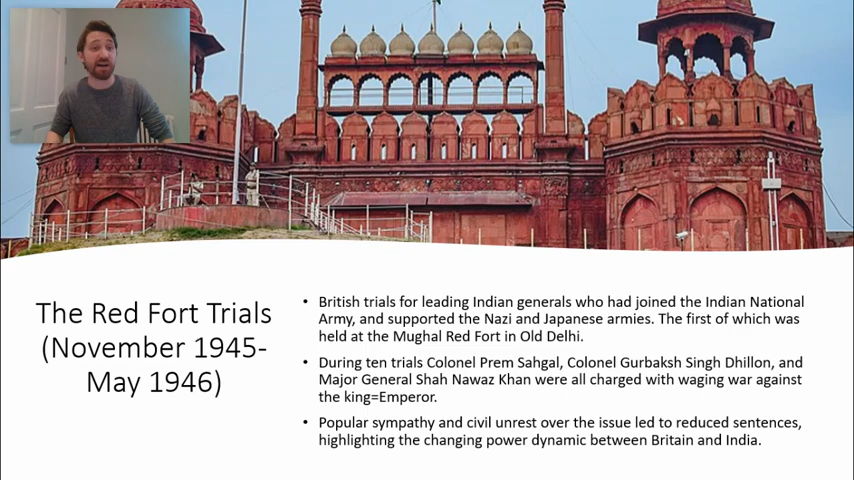 The Red Fort Trials
(November 1945-
May 1946)
• British trials for leading Indian generals who had joined the Indian National
Army, and supported the Nazi and Japanese armies. The first of which was
held at the Mughal Red Fort in Old Delhi.
• During ten trials Colonel Prem Sahgal, Colonel Gurbaksh Singh Dhillon, and
Major General Shah Nawaz Khan were all charged with waging war against
the king=Emperor.
• Popular sympathy and civil unrest over the issue led to reduced sentences,
highlighting the changing power dynamic between Britain and India.